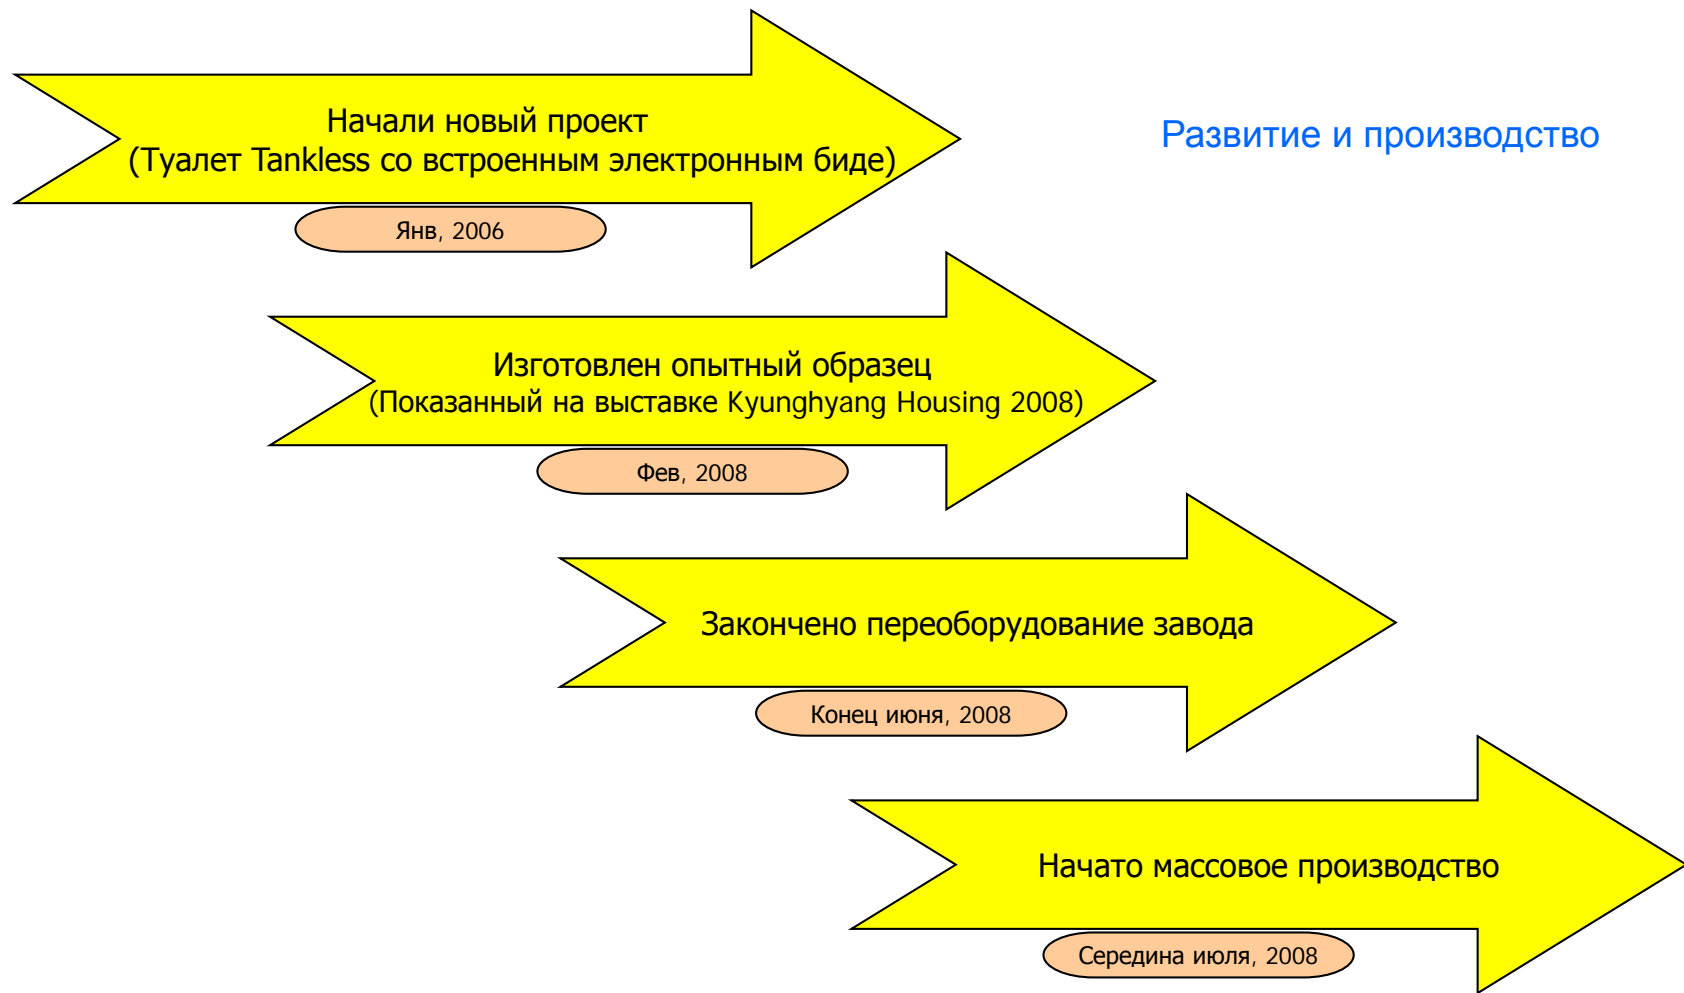 Начали новый проект
(Туалет Tankless со встроенным электронным биде)
Развитие и производство
Янв, 2006
Изготовлен опытный образец
(Показанный на выставке Kyunghyang Housing 2008)
Фев, 2008
Закончено переоборудование завода
Конец июня, 2008
Начато массовое производство
Середина июля, 2008